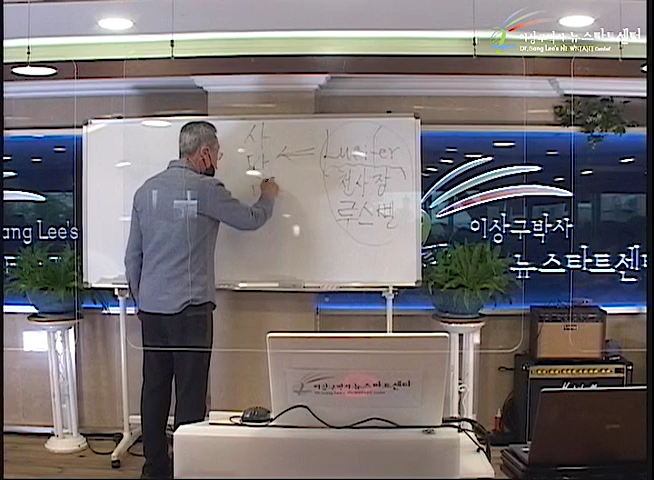 이상구박사 뉴스타트센터
Dr. Sang Lee's NEWSTART Center
사
탄
Lucifer
천사장
루스벨
ang Lee's
이상구박사
뉴스타트센터
이상구박사 뉴스타트센터
Marshall